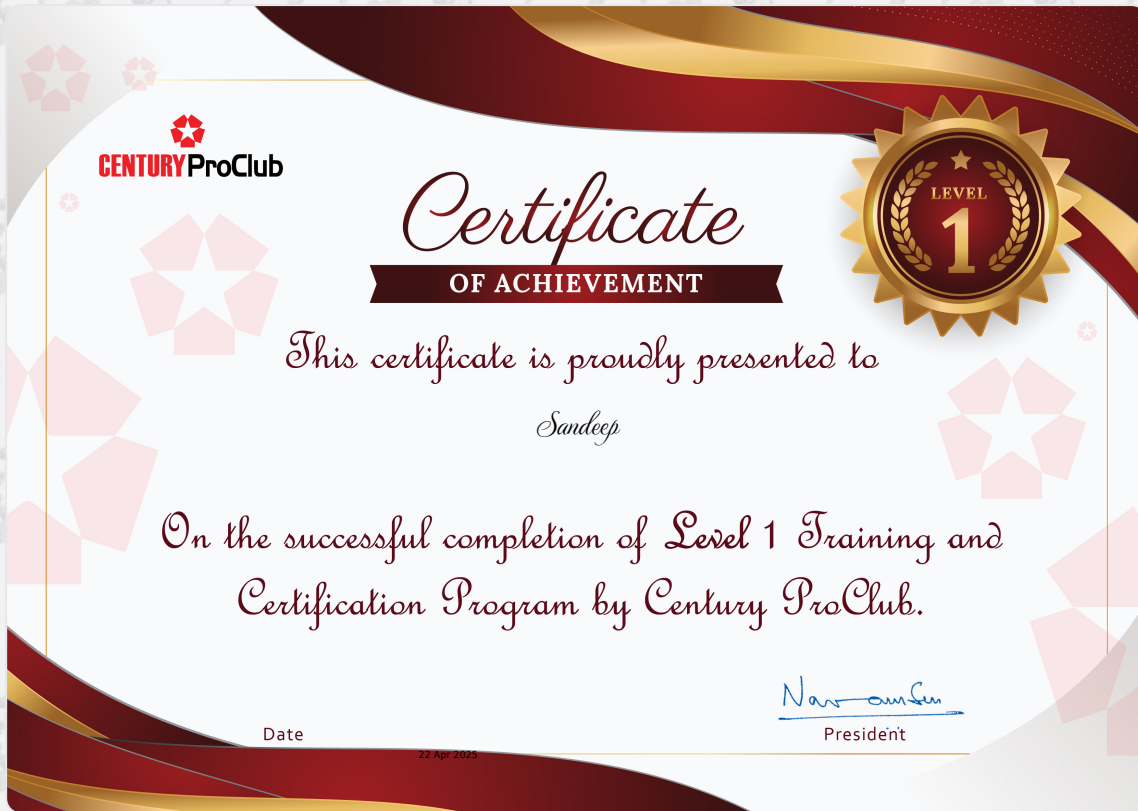 CENTURY ProClub
Certificate
OF ACHIEVEMENT
LEVEL
1
This certificate is proudly presented to
Sandeep
On the successful completion of Level 1 Training and
Certification Program by Century ProClub.
Date
22 Apr 2025
President